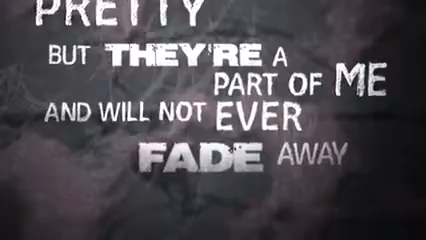 PRETTY
BUT THEY'RE A
PART OF ME
AND WILL NOT EVER
FADE AWAY